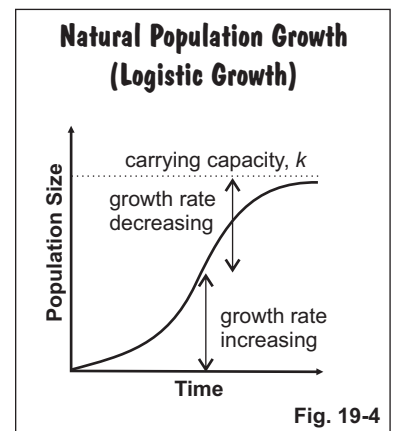 Natural Population Growth
(Logistic Growth)
carrying capacity, k
growth rate
decreasing
growth rate
increasing
Population Size
Time
Fig. 19-4